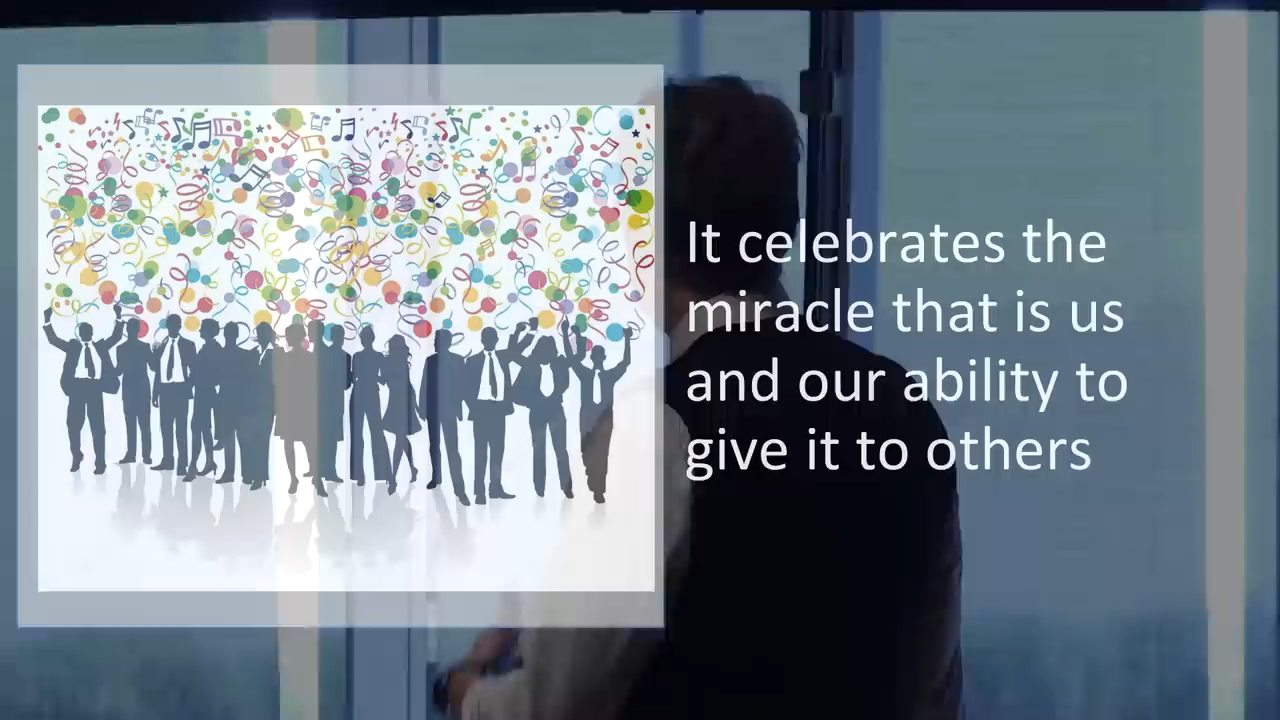 It celebrates the
miracle that is us
and our ability to
give it to others